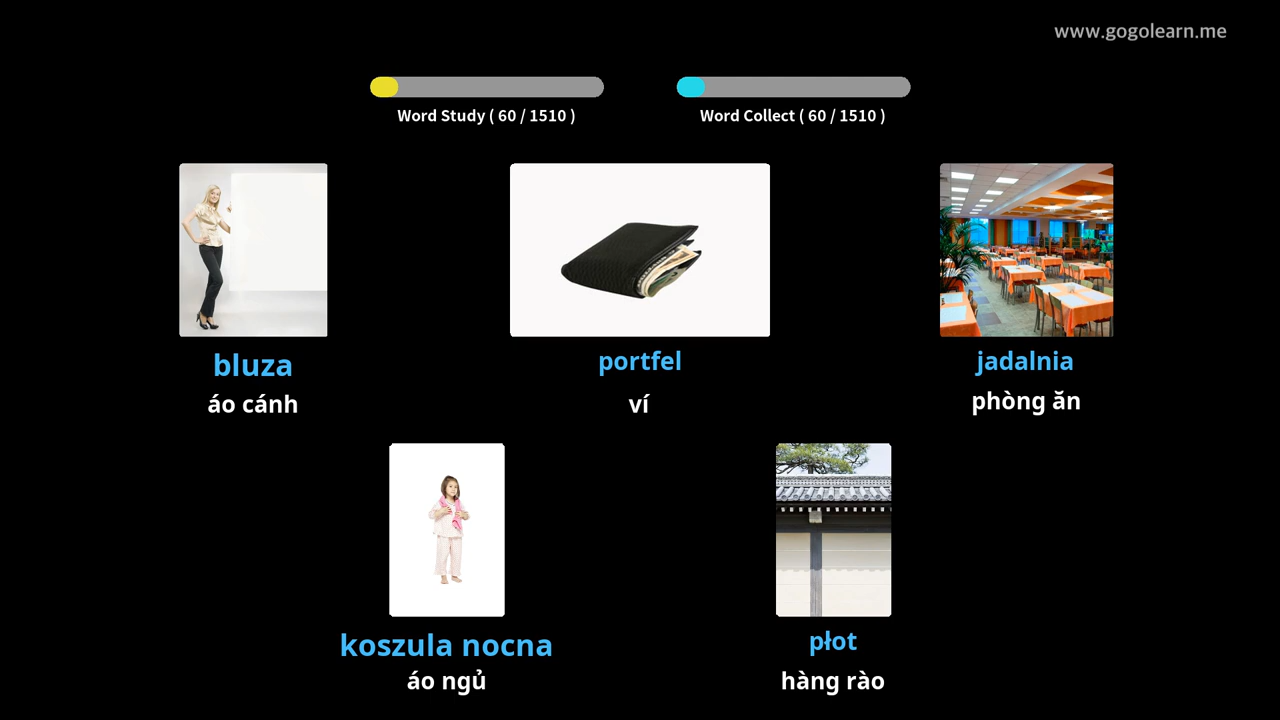 www.gogolearn.me
Word Study ( 60 / 1510 )
Word Collect ( 60 / 1510 )
bluza
áo cánh
portfel
ví
jadalnia
phòng ăn
koszula nocna
áo ngủ
płot
hàng rào